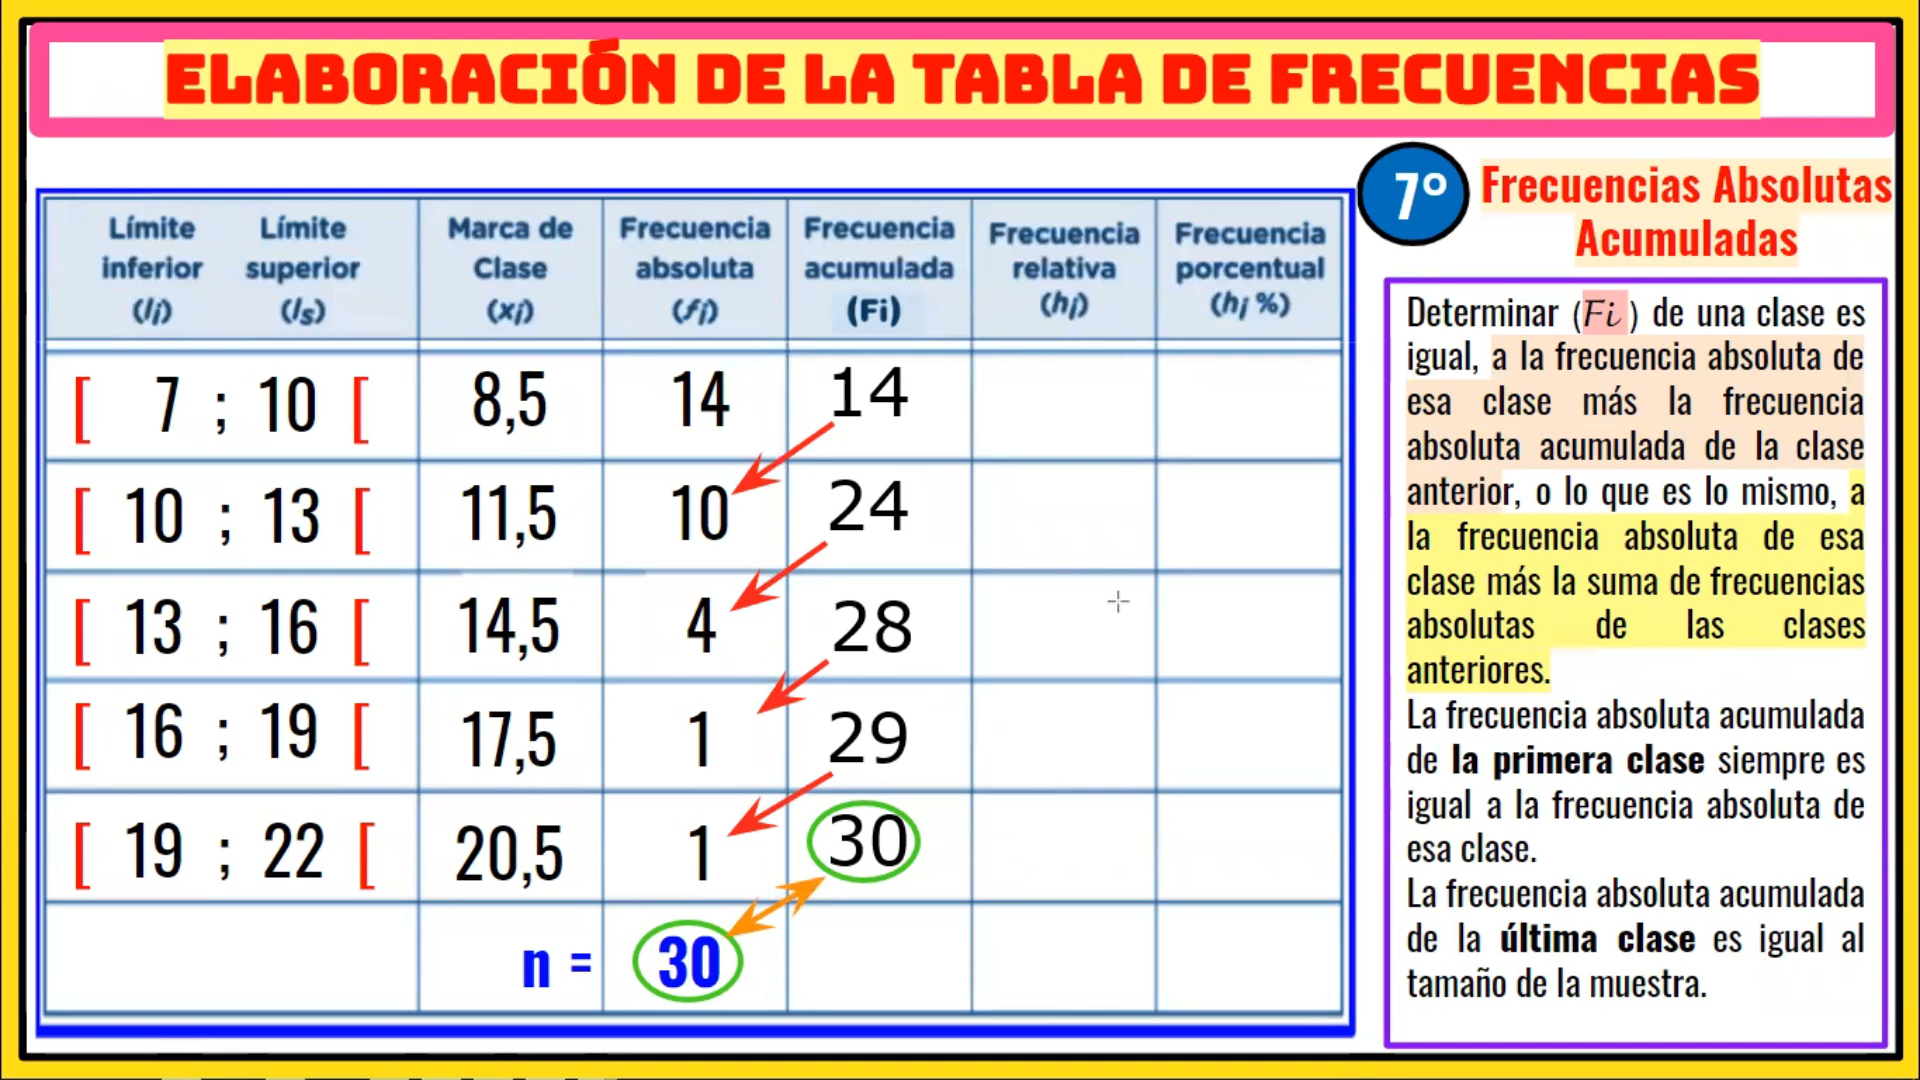 ELABORACIÓN DE LA TABLA DE FRECUENCIAS
7º Frecuencias Absolutas
Acumuladas
Límite inferior (li) Límite superior (ls) Marca de Clase (xi) Frecuencia absoluta (fi) Frecuencia acumulada (Fi) Frecuencia relativa (hi) Frecuencia porcentual (hi %)
[ 7 ; 10 [ 8,5 14 14
[ 10 ; 13 [ 11,5 10 24
[ 13 ; 16 [ 14,5 4 28
[ 16 ; 19 [ 17,5 1 29
[ 19 ; 22 [ 20,5 1 30
n = 30
Determinar (Fi) de una clase es
igual, a la frecuencia absoluta de
esa clase más la frecuencia
absoluta acumulada de la clase
anterior, o lo que es lo mismo, a
la frecuencia absoluta de esa
clase más la suma de frecuencias
absolutas de las clases
anteriores.
La frecuencia absoluta acumulada
de la primera clase siempre es
igual a la frecuencia absoluta de
esa clase.
La frecuencia absoluta acumulada
de la última clase es igual al
tamaño de la muestra.